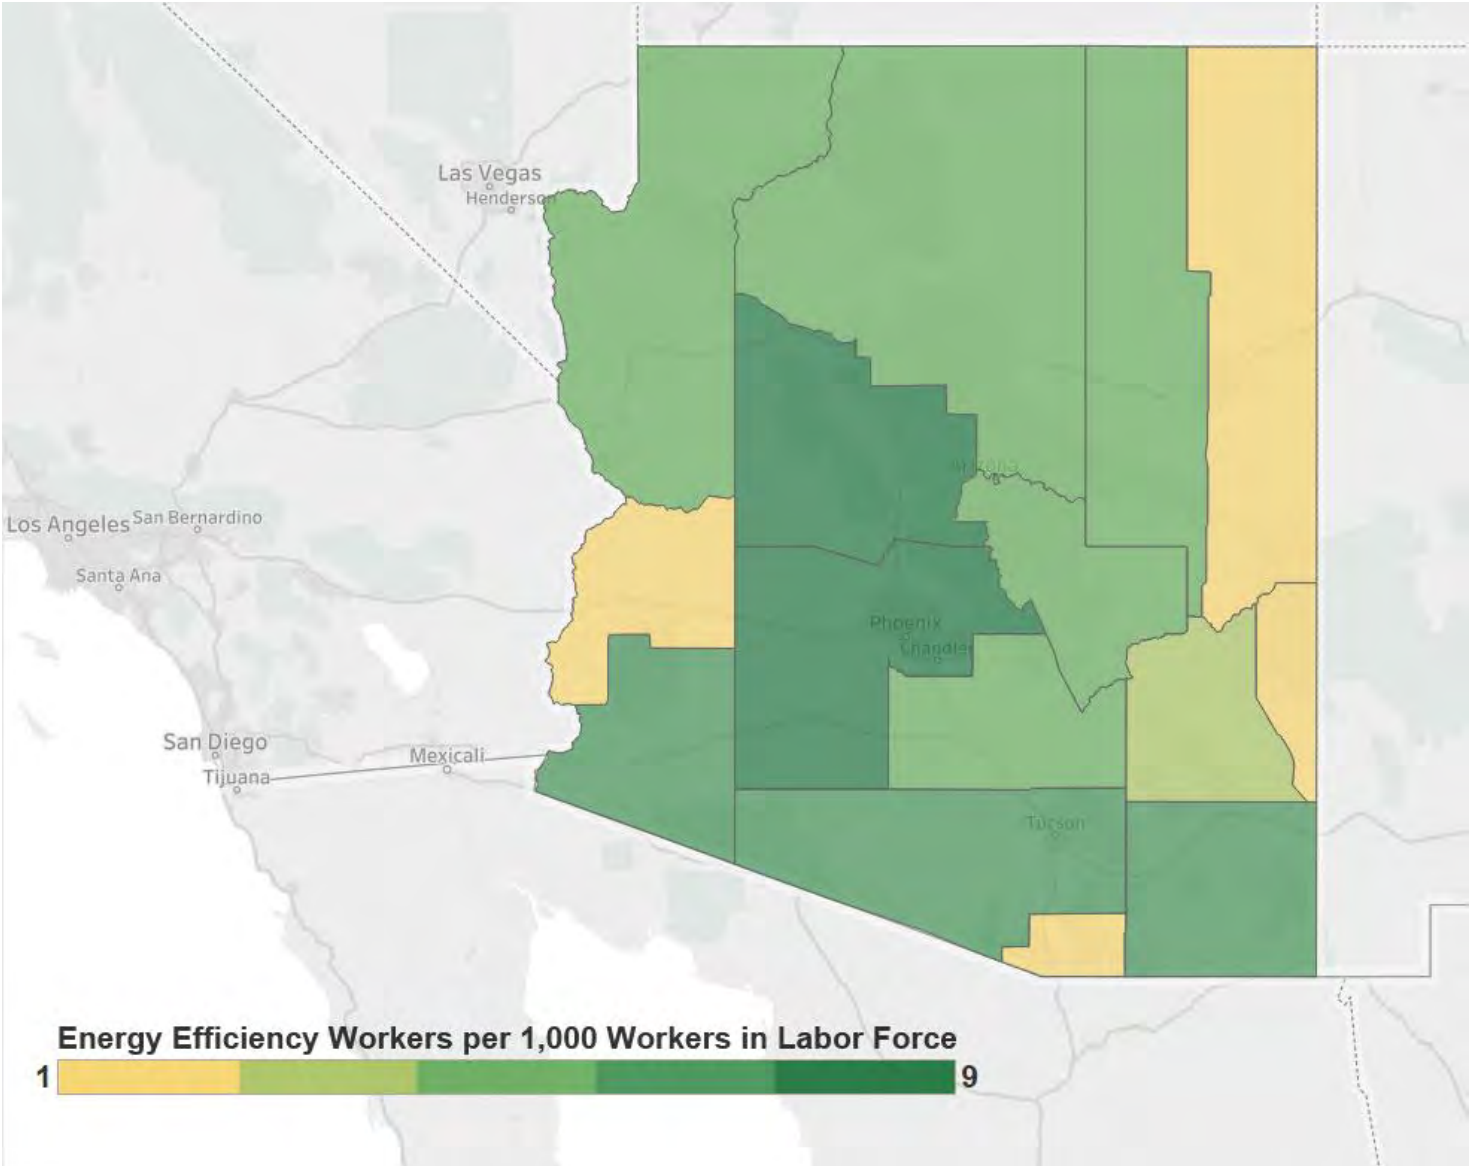 Las Vegas
Henderson
Arizona
Los Angeles
San Bernardino
Santa Ana
Phoenix
Chandler
San Diego
Mexicali
Tijuana
Tucson
Energy Efficiency Workers per 1,000 Workers in Labor Force
1
9